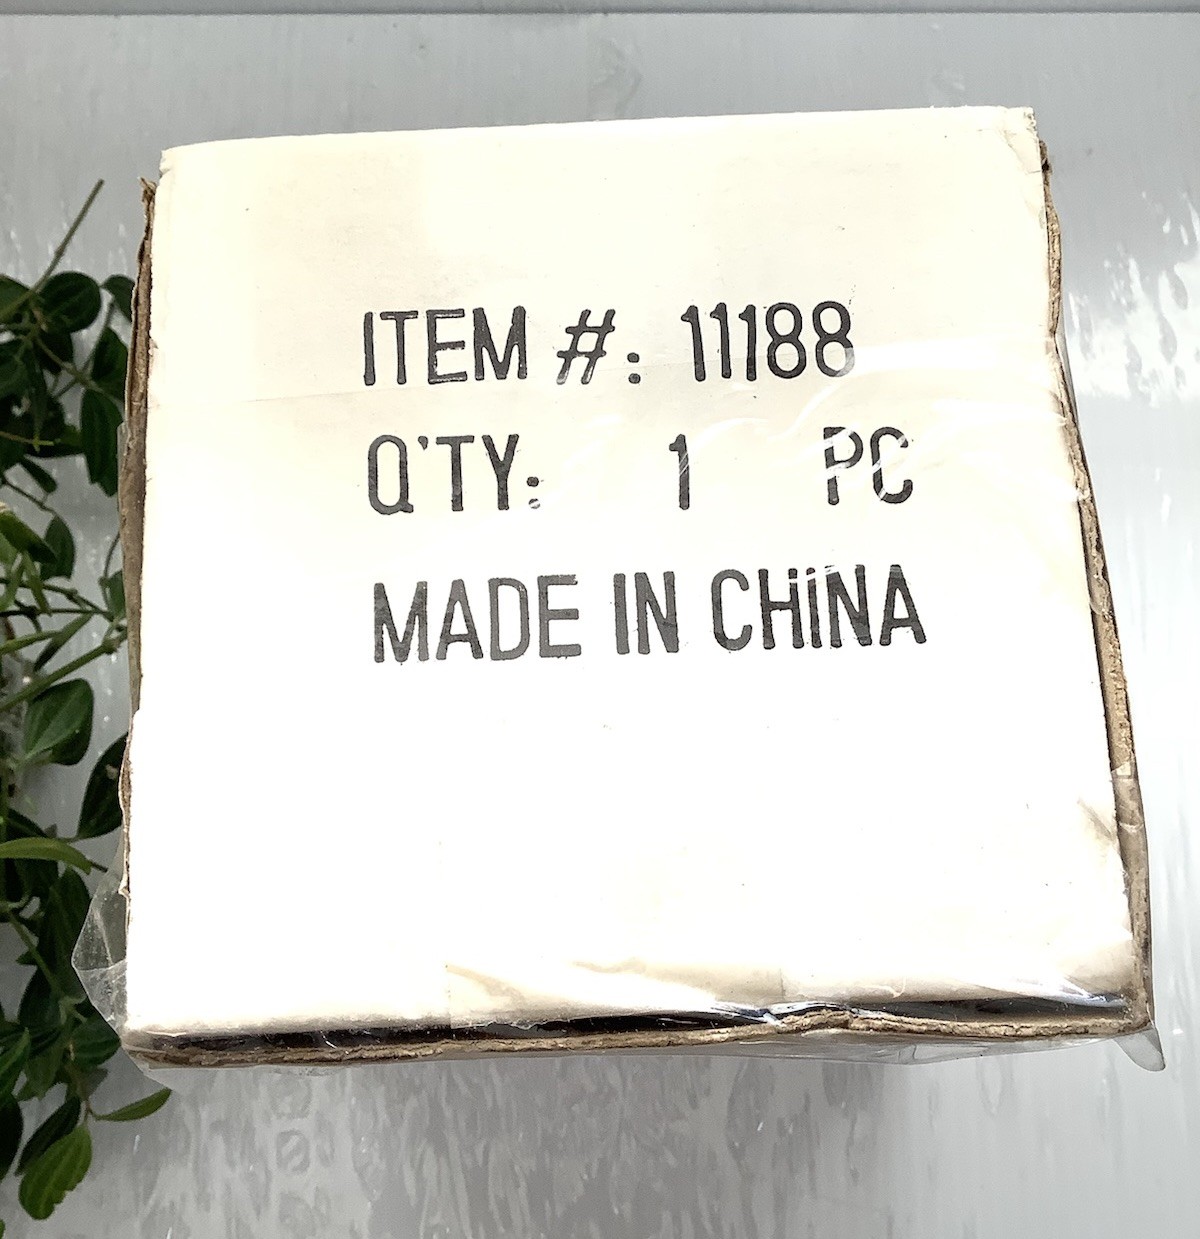 ITEM #: 11188
Q'TY: 1 PC
MADE IN CHINA